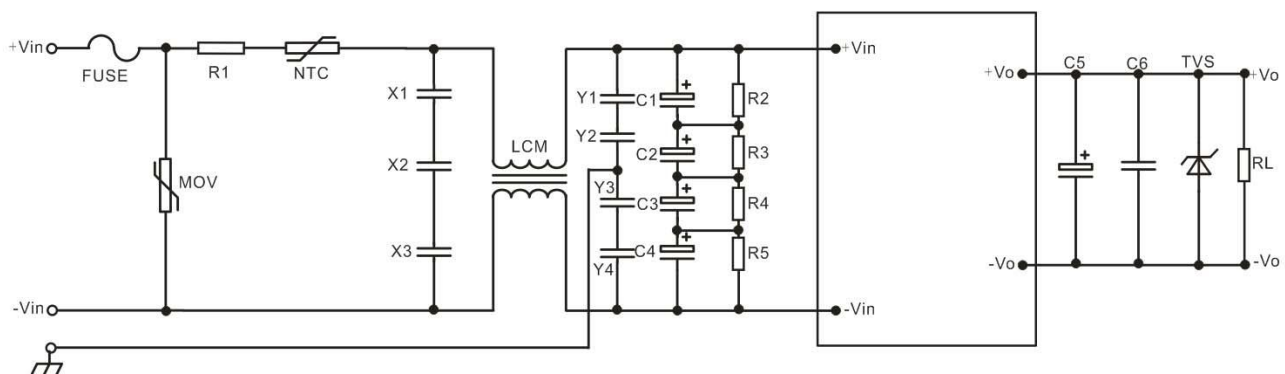 +Vin
FUSE
R1
NTC
MOV
X1
X2
X3
LCM
Y1
Y2
Y3
Y4
C1
C2
C3
C4
R2
R3
R4
R5
+Vin
-Vin
+Vo
-Vo
C5
C6
TVS
+Vo
RL
-Vo
-Vin